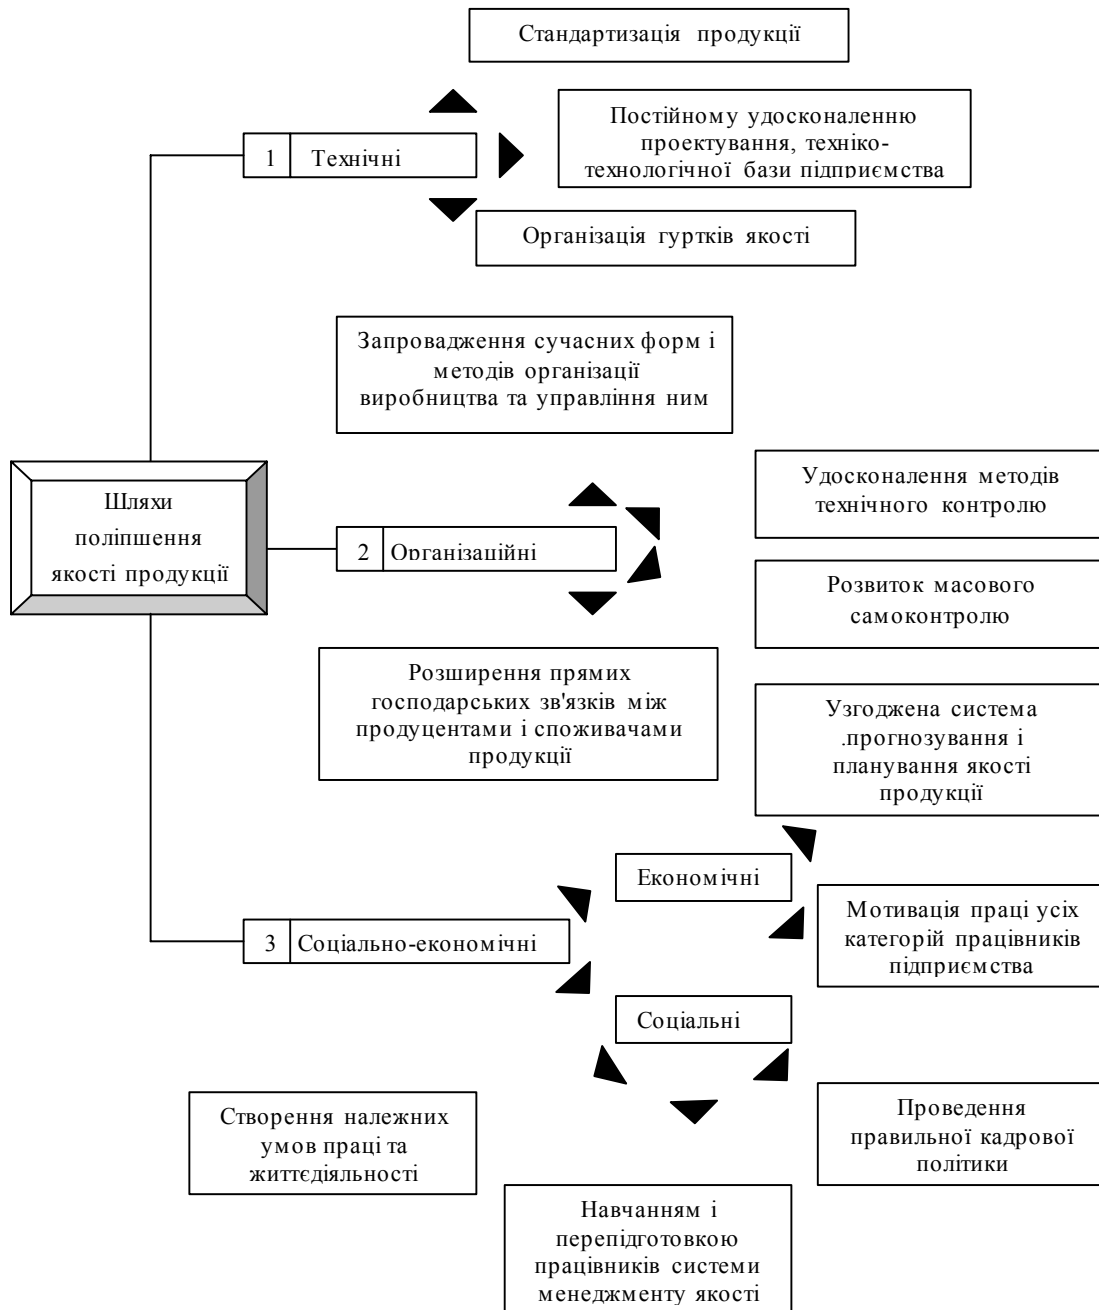 Стандартизація продукції
Постійному удосконаленню
проектування, техніко-
технологічної бази підприємства
1 Технічні
Організація гуртків якості
Запровадження сучасних форм і
методів організації
виробництва та управління ним
Удосконалення методів
технічного контролю
Шляхи
поліпшення
якості продукції
2 Організаційні
Розвиток масового
самоконтролю
Розширення прямих
господарських зв'язків між
продуцентами і споживачами
продукції
Узгоджена система
.прогнозування і
планування якості
продукції
Економічні
Мотивація праці усіх
категорій працівників
підприємства
3 Соціально-економічні
Соціальні
Створення належних
умов праці та
життєдіяльності
Проведення
правильної кадрової
політики
Навчанням і
перепідготовкою
працівників системи
менеджменту якості